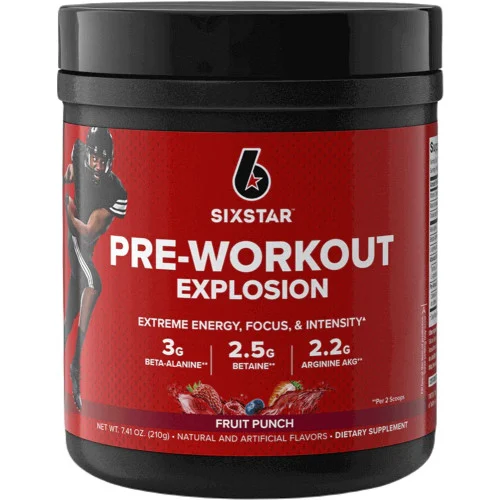 6
SIXSTAR™
PRE-WORKOUT
EXPLOSION
EXTREME ENERGY, FOCUS, & INTENSITY▲
3G BETA-ALANINE** 2.5G BETAINE** 2.2G ARGININE AKG**
**Per 2 Scoops
FRUIT PUNCH
NET WT. 7.41 OZ. (210g) • NATURAL AND ARTIFICIAL FLAVORS • DIETARY SUPPLEMENT